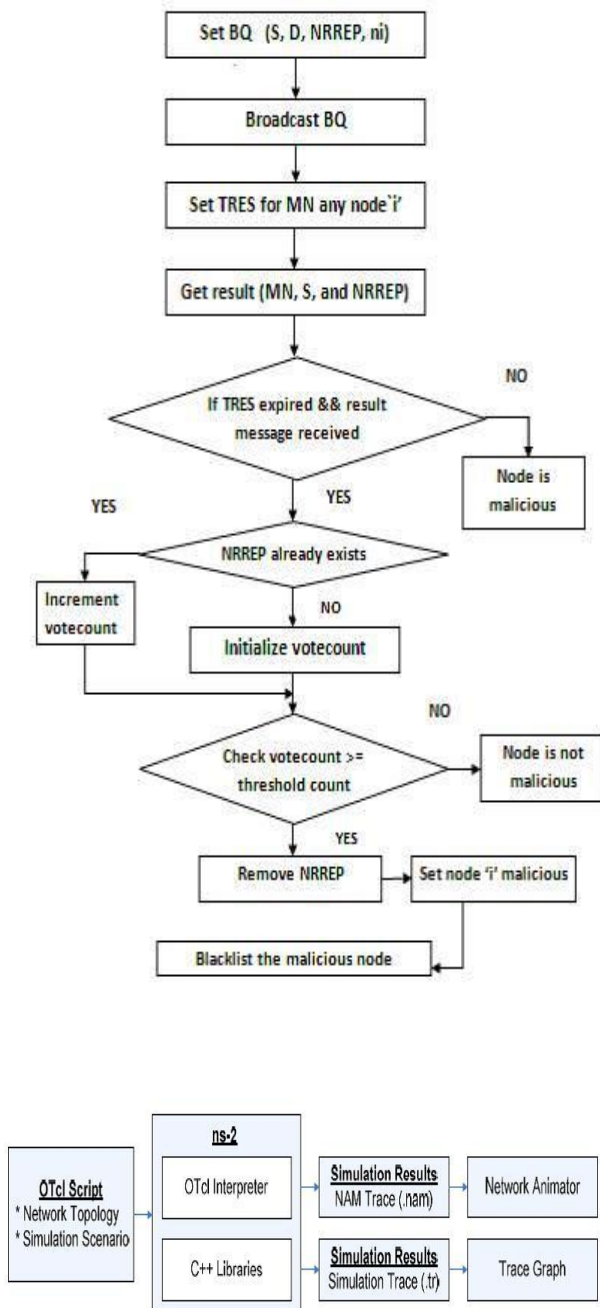 Set BQ (S, D, NRREP, ni)
Broadcast BQ
Set TRES for MN any node`i'
Get result (MN, S, and NRREP)
NO
If TRES expired && result
message received
Node is
malicious
YES
YES
NRREP already exists
Increment
votecount
NO
Initialize votecount
NO
Check votecount >=
threshold count
Node is not
malicious
YES
Remove NRREP
Set node 'i' malicious
Blacklist the malicious node
ns-2
OTcl Script
* Network Topology
* Simulation Scenario
OTcl Interpreter
Simulation Results
NAM Trace (.nam)
Network Animator
C++ Libraries
Simulation Results
Simulation Trace (.tr)
Trace Graph